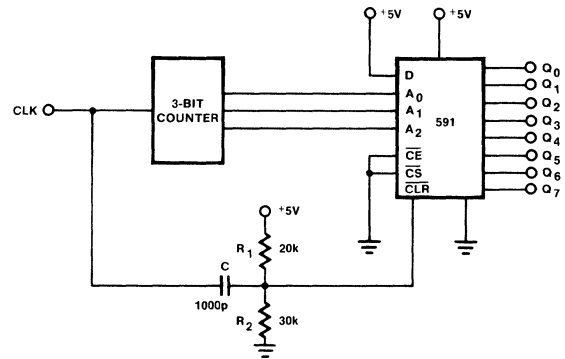 +5V
+5V
D
A0
A1
A2
CE
CS
CLR
591
Q0
Q1
Q2
Q3
Q4
Q5
Q6
Q7
CLK
3-BIT
COUNTER
+5V
R1
20k
C
1000p
R2
30k